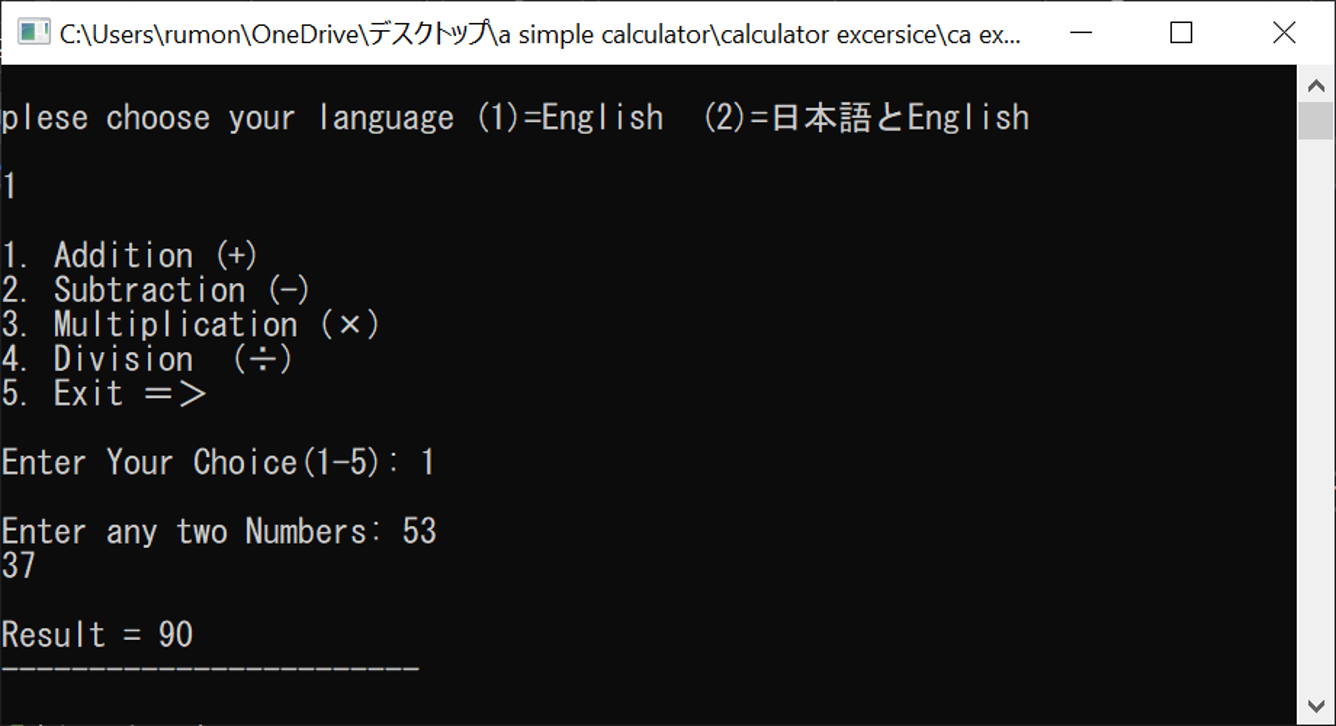 C:\Users\rumon\OneDrive\デスクトップ\a simple calculator\calculator excersice\ca ex...
plese choose your language (1)=English  (2)=日本語とEnglish
1
1. Addition (+)
2. Subtraction (-)
3. Multiplication (×)
4. Division  (÷)
5. Exit ＝＞
Enter Your Choice(1-5): 1
Enter any two Numbers: 53
37
Result = 90
------------------------